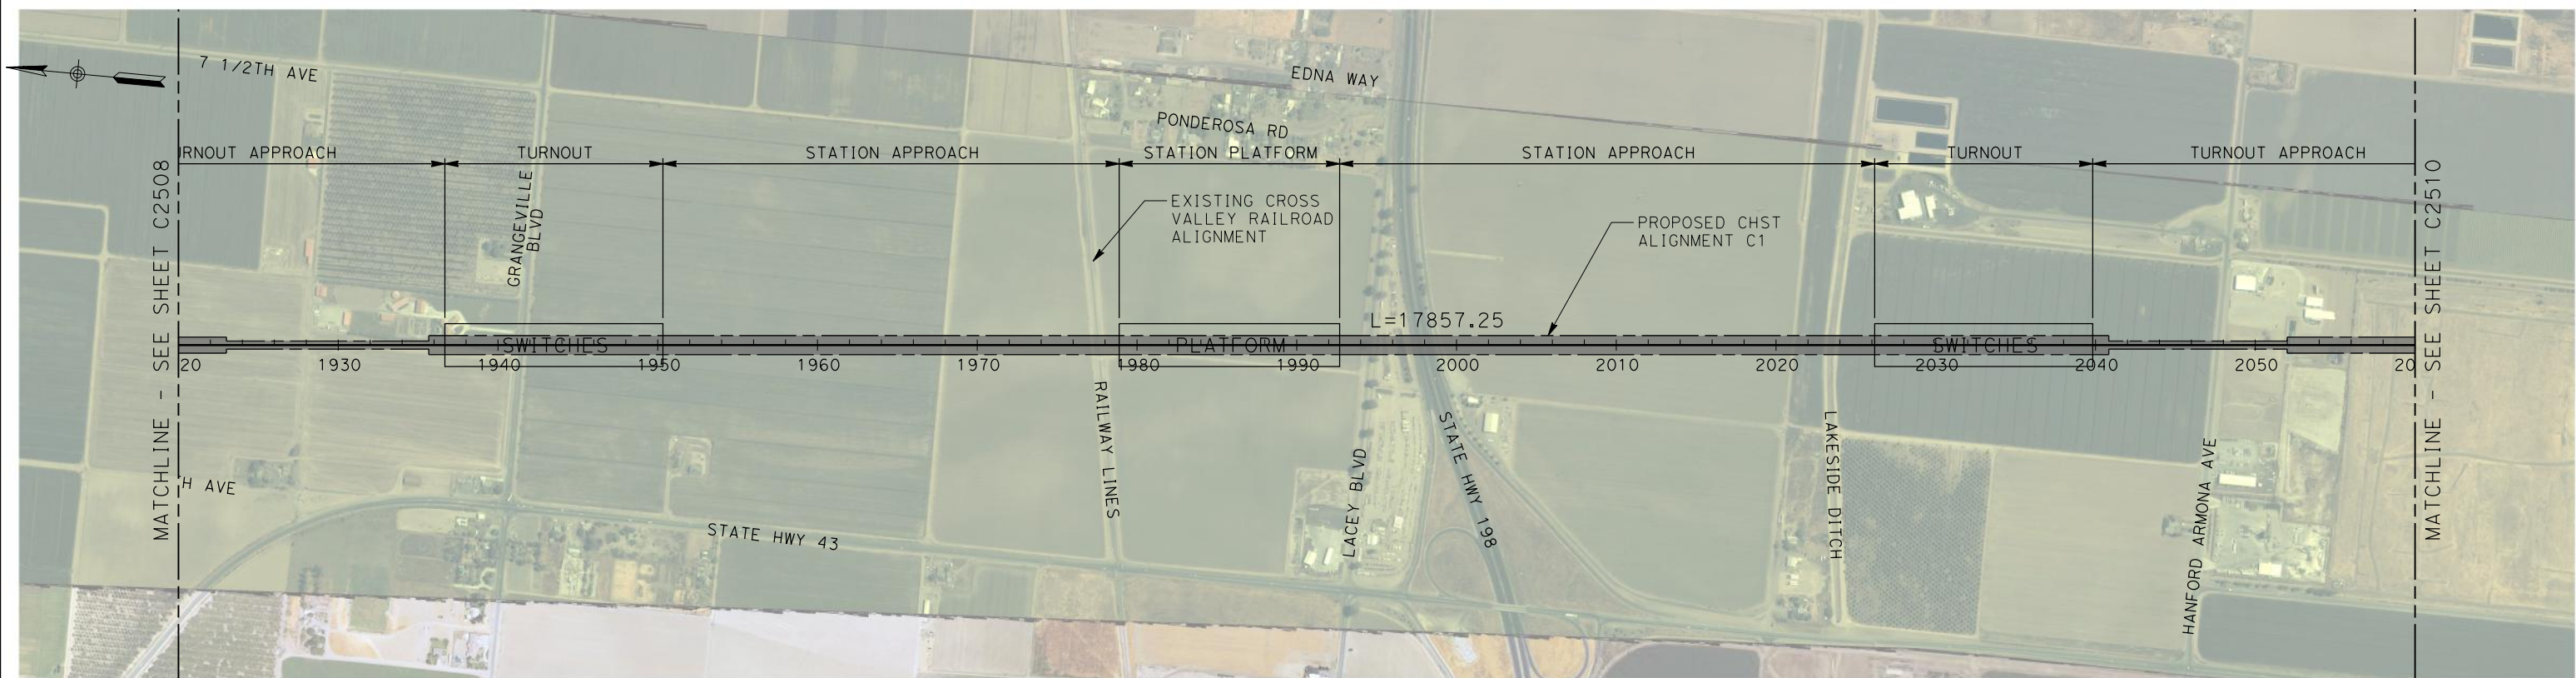 7 1/2TH AVE
EDNA WAY
PONDEROSA RD
RNOUT APPROACH
TURNOUT
STATION APPROACH
STATION PLATFORM
STATION APPROACH
TURNOUT
TURNOUT APPROACH
MATCHLINE - SEE SHEET C2508
GRANGEVILLE
BLVD
EXISTING CROSS
VALLEY RAILROAD
ALIGNMENT
PROPOSED CHST
ALIGNMENT C1
MATCHLINE - SEE SHEET C2510
L=17857.25
SWITCHES
PLATFORM
SWITCHES
20
1930
1940
1950
1960
1970
1980
1990
2000
2010
2020
2030
2040
2050
20
RAILWAY LINES
LACEY BLVD
STATE HWY 198
LAKESIDE DITCH
HANFORD ARMONA AVE
H AVE
STATE HWY 43